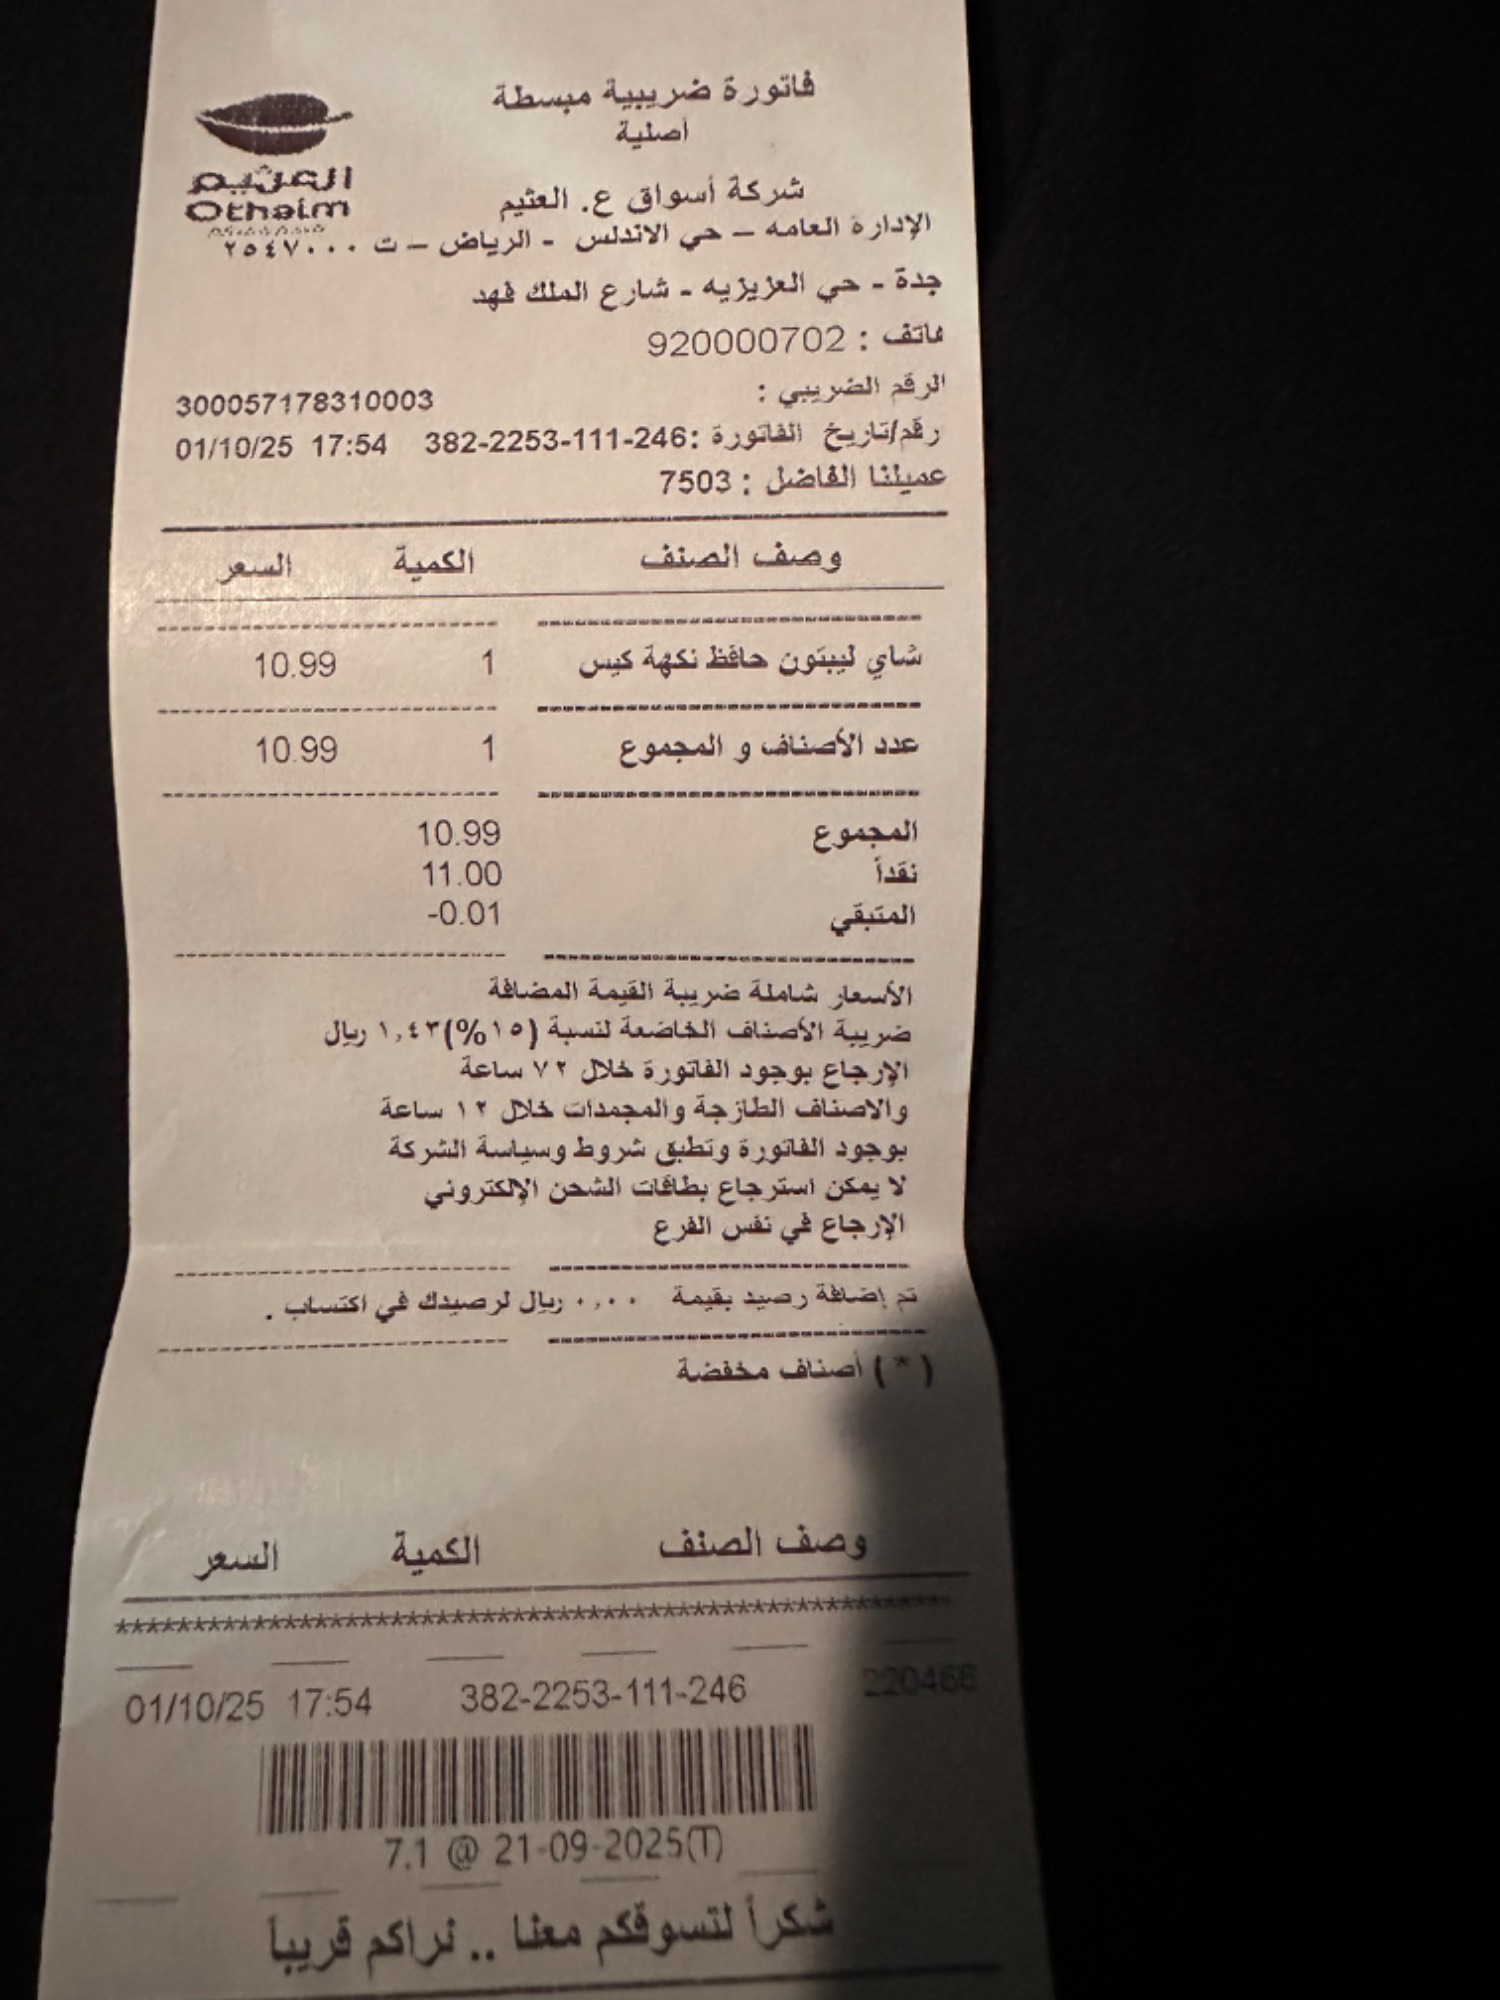 فاتورة ضريبية مبسطة
أصلية
العثيم
Othaim
شركة أسواق ع. العثيم
الإدارة العامه – حي الاندلس - الرياض – ت ٢٥٤٧٠٠٠
جدة - حي العزيزيه - شارع الملك فهد
هاتف : 920000702
الرقم الضريبي : 300057178310003
رقم/تاريخ الفاتورة :382-2253-111-246 01/10/25 17:54
عميلنا الفاضل : 7503
وصف الصنف الكمية السعر
شاي ليبتون حافظ نكهة كيس 1 10.99
عدد الأصناف و المجموع 1 10.99
المجموع 10.99
نقداً 11.00
المتبقي -0.01
الأسعار شاملة ضريبة القيمة المضافة
ضريبة الأصناف الخاضعة لنسبة (١٥%)١,٤٣ ريال
الإرجاع بوجود الفاتورة خلال ٧٢ ساعة
والاصناف الطازجة والمجمدات خلال ١٢ ساعة
بوجود الفاتورة وتطبق شروط وسياسة الشركة
لا يمكن استرجاع بطاقات الشحن الإلكتروني
الإرجاع في نفس الفرع
تم إضافة رصيد بقيمة ٠,٠٠ ريال لرصيدك في اكتساب .
( * ) أصناف مخفضة
وصف الصنف الكمية السعر
220466 382-2253-111-246 01/10/25 17:54
7.1 @ 21-09-2025(T)
شكراً لتسوقكم معنا .. نراكم قريباً